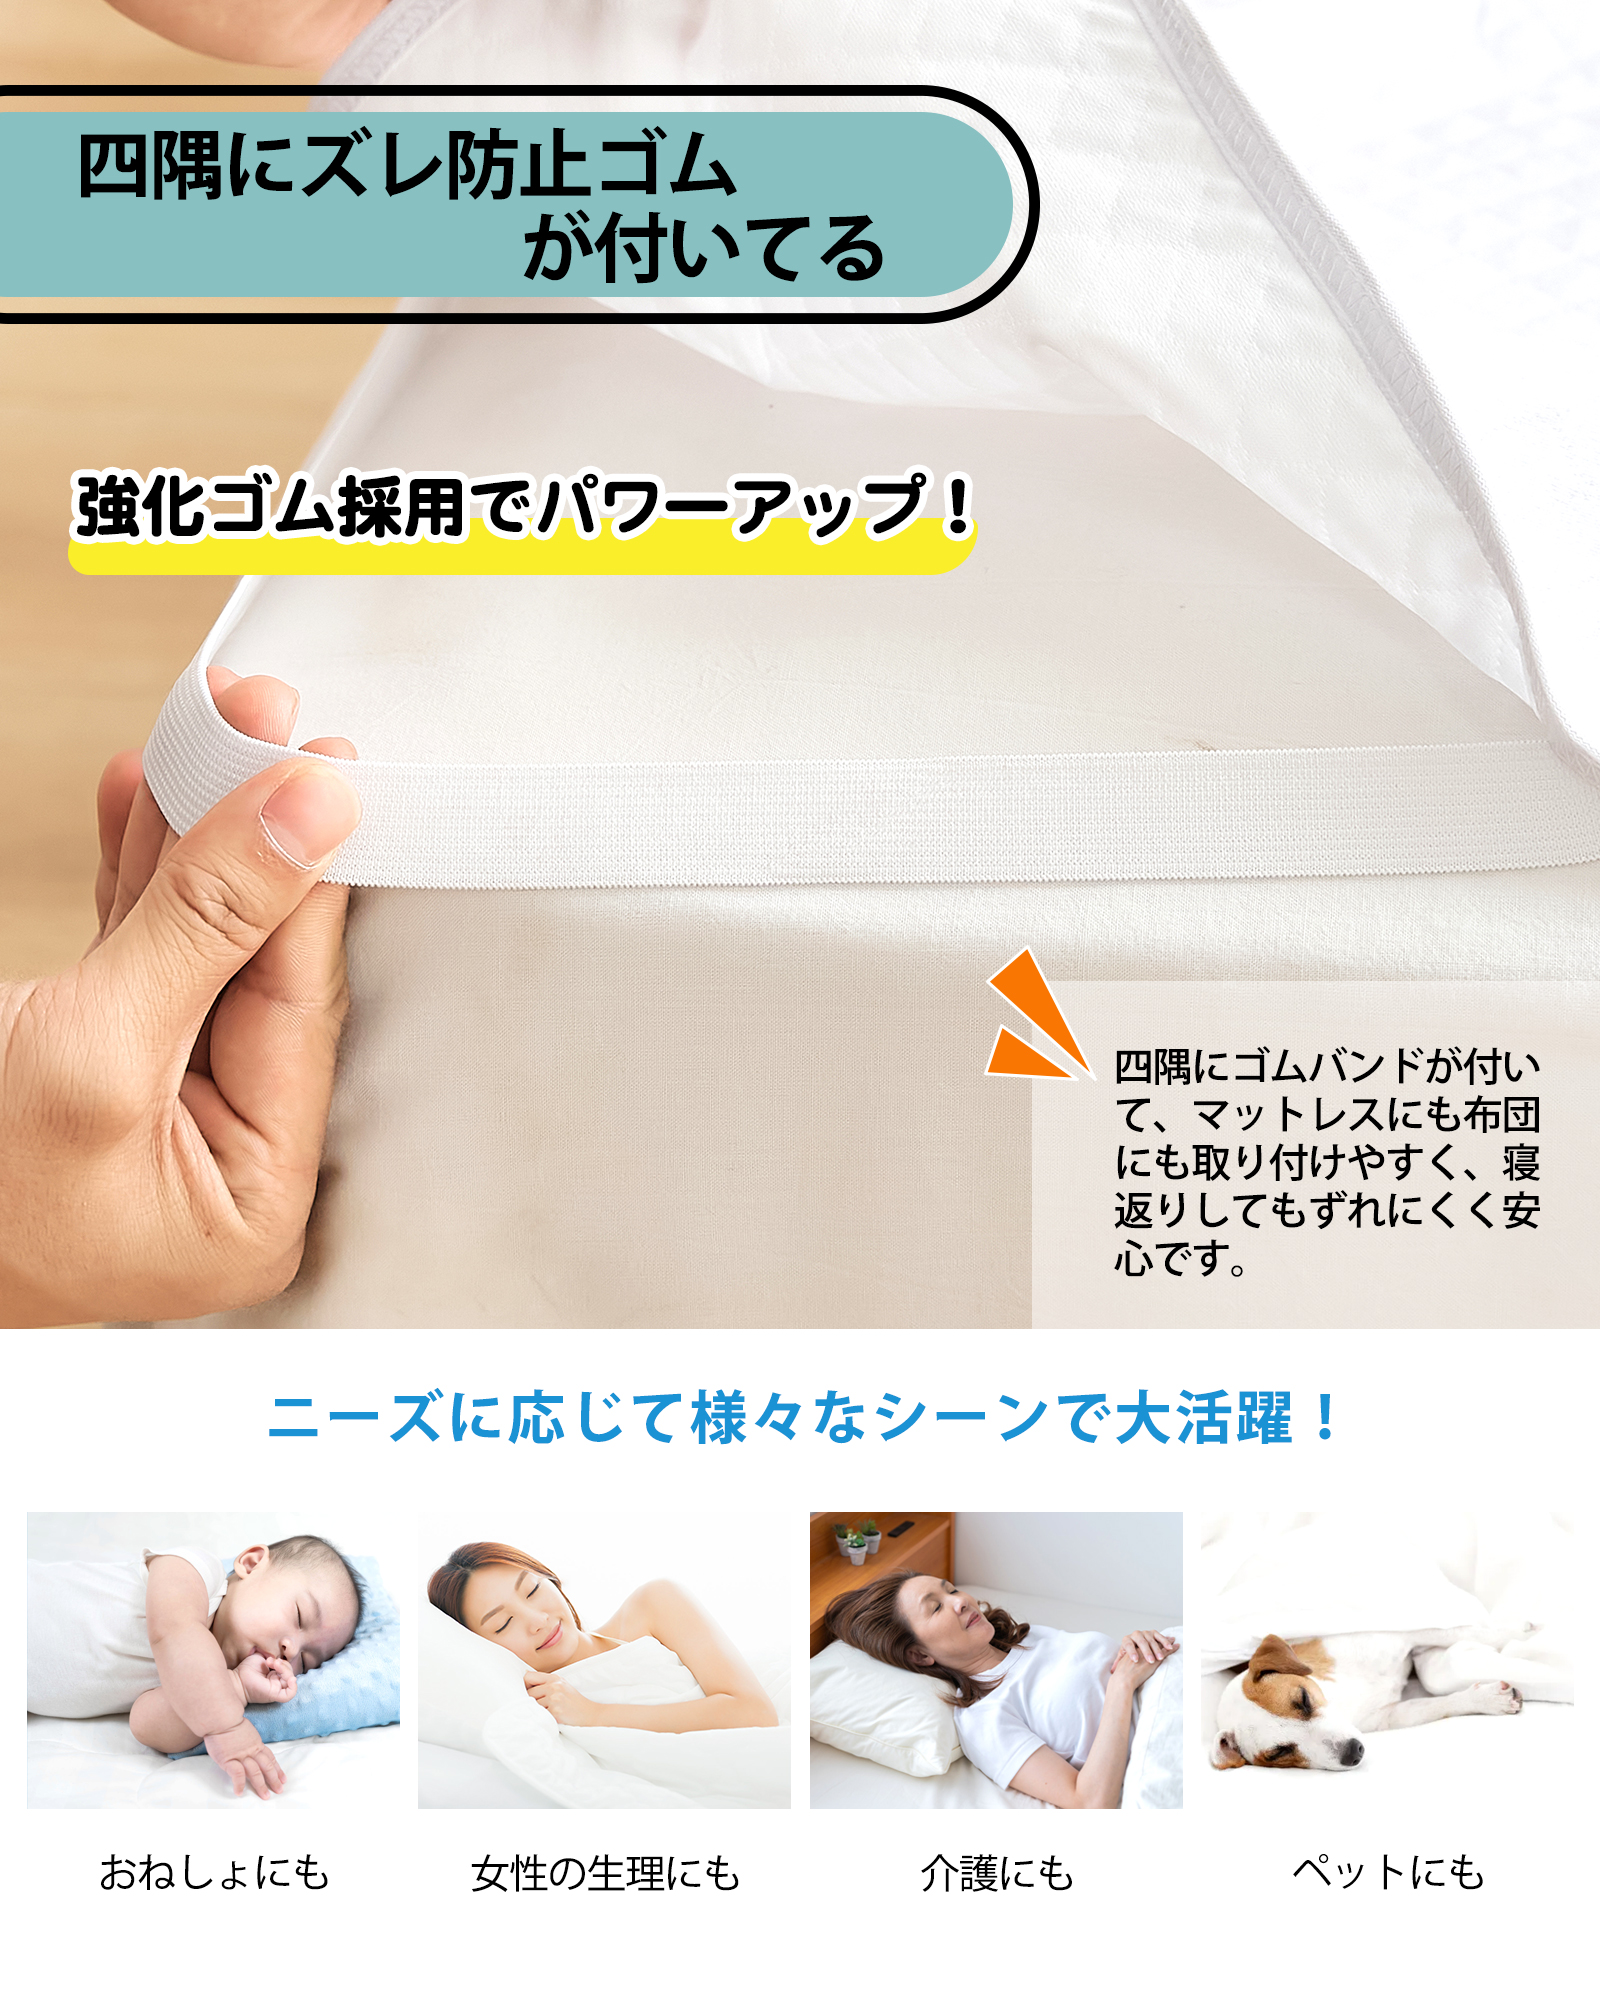 四隅にズレ防止ゴム
が付いてる
強化ゴム採用でパワーアップ！
四隅にゴムバンドが付い
て、マットレスにも布団
にも取り付けやすく、寝
返りしてもずれにくく安
心です。
ニーズに応じて様々なシーンで大活躍！
おねしょにも
女性の生理にも
介護にも
ペットにも